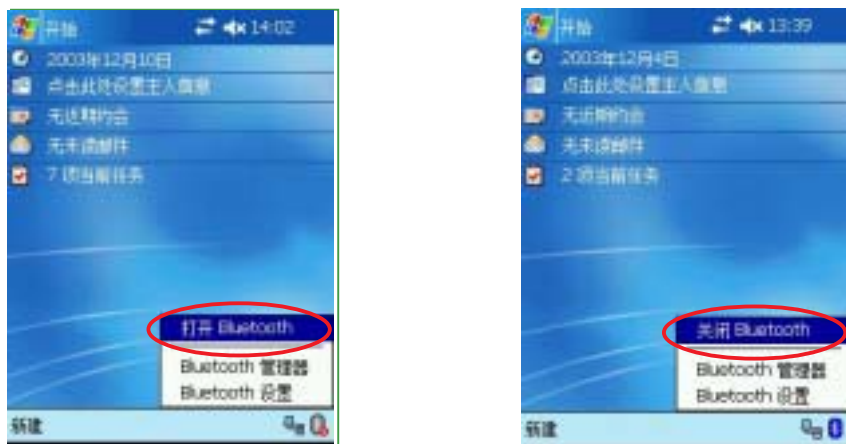 开始 14:02
2003年12月10日
点击此处设置主人信息
无近期约会
无未读邮件
7 项当前任务
打开 Bluetooth
Bluetooth 管理器
Bluetooth 设置
新建
开始 13:39
2003年12月4日
点击此处设置主人信息
无近期约会
无未读邮件
2 项当前任务
关闭 Bluetooth
Bluetooth 管理器
Bluetooth 设置
新建